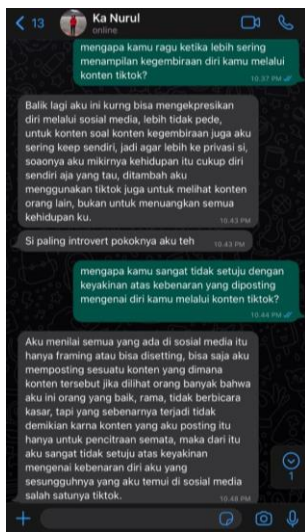 13
Ka Nurul
online
mengapa kamu ragu ketika lebih sering
menampilan kegembiraan diri kamu melalui
konten tiktok?
10.37 PM
Balik lagi aku ini kurng bisa mengekpresikan
diri melalui sosial media, lebih tidak pede,
untuk konten soal konten kegembiraan juga aku
sering keep sendiri, jadi agar lebih ke privasi si,
soaonya aku mikirnya kehidupan itu cukup diri
sendiri aja yang tau, ditambah aku
menggunakan tiktok juga untuk melihat konten
orang lain, bukan untuk menuangkan semua
kehidupan ku.
10.43 PM
Si paling introvert pokoknya aku teh
10.43 PM
mengapa kamu sangat tidak setuju dengan
keyakinan atas kebenaran yang diposting
mengenai diri kamu melalui konten tiktok?
10.44 PM
Aku menilai semua yang ada di sosial media itu
hanya framing atau bisa disetting, bisa saja aku
memposting sesuatu konten yang dimana
konten tersebut jika dilihat orang banyak bahwa
aku ini orang yang baik, rama, tidak berbicara
kasar, tapi yang sebenarnya terjadi tidak
demikian karna konten yang aku posting itu
hanya untuk pencitraan semata, maka dari itu
aku sangat tidak setuju atas keyakinan
mengenai kebenaran diri aku yang
sesungguhnya yang aku temui di sosial media
salah satunya tiktok.
10.48 PM
1